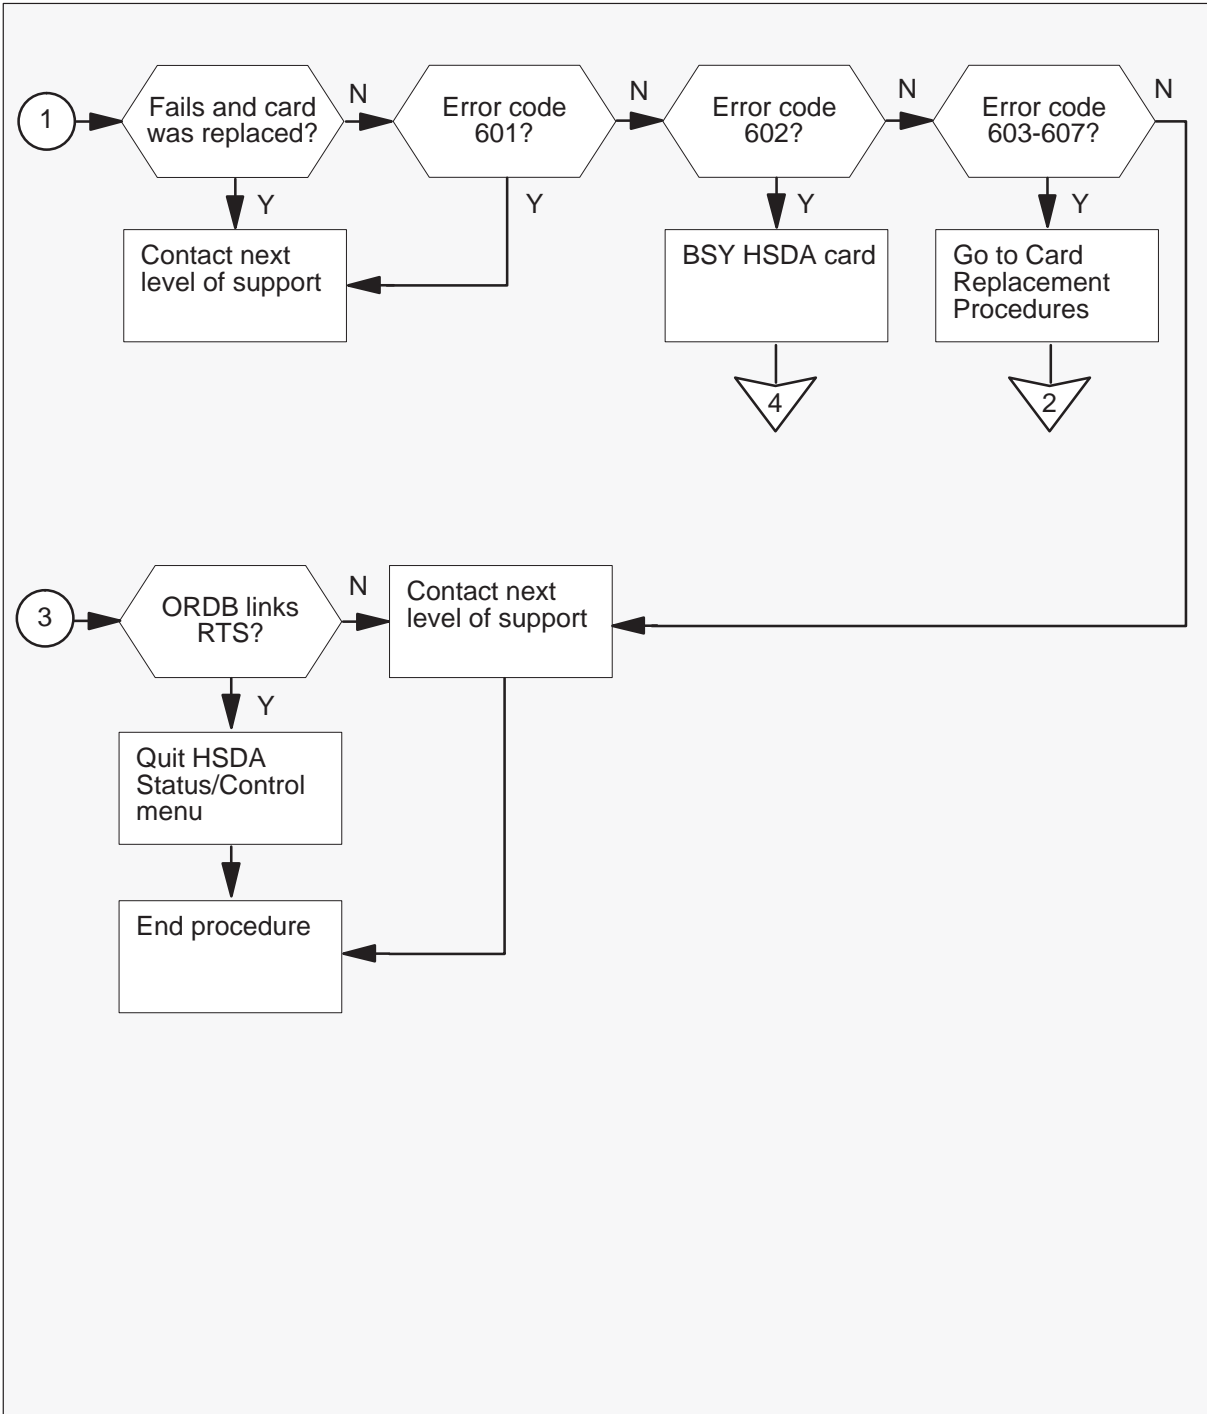 1
Fails and card
was replaced?
N
Error code
601?
N
Error code
602?
N
Error code
603-607?
N
Y
Y
Y
Y
Contact next
level of support
BSY HSDA card
Go to Card
Replacement
Procedures
4
2
3
ORDB links
RTS?
N
Contact next
level of support
Y
Quit HSDA
Status/Control
menu
End procedure